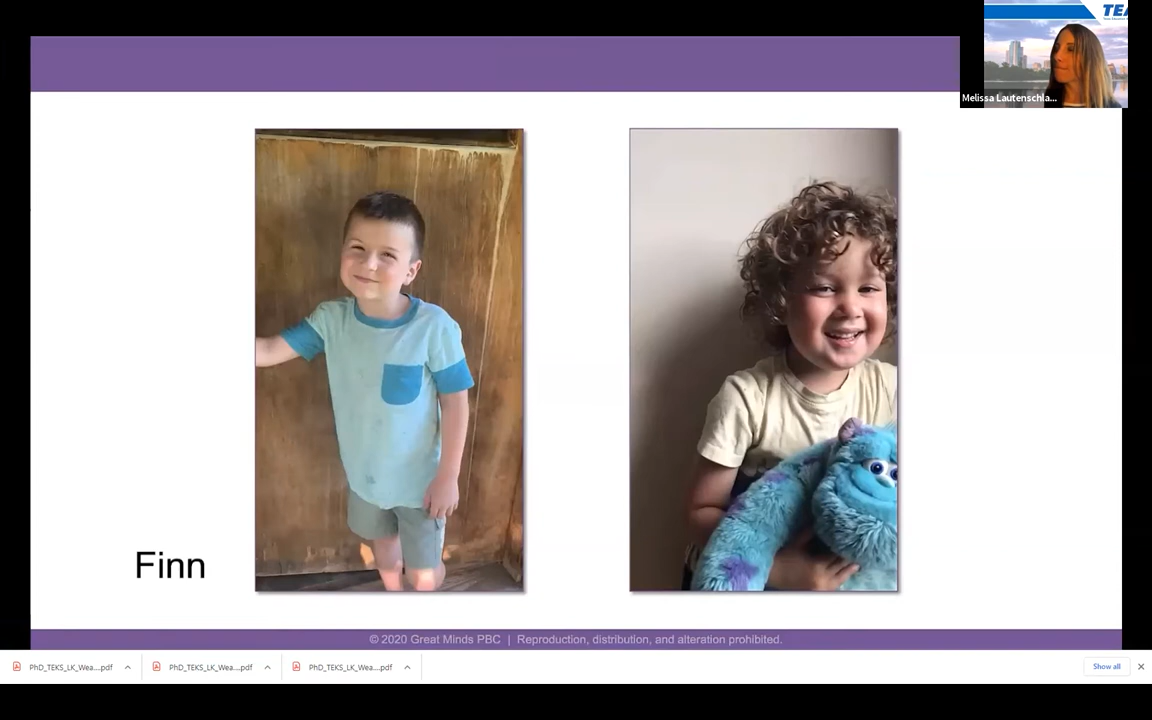 TEA
Melissa Lautenschla...
Finn
© 2020 Great Minds PBC | Reproduction, distribution, and alteration prohibited.
PhD_TEKS_LK_Wea....pdf
PhD_TEKS_LK_Wea....pdf
PhD_TEKS_LK_Wea....pdf
Show all